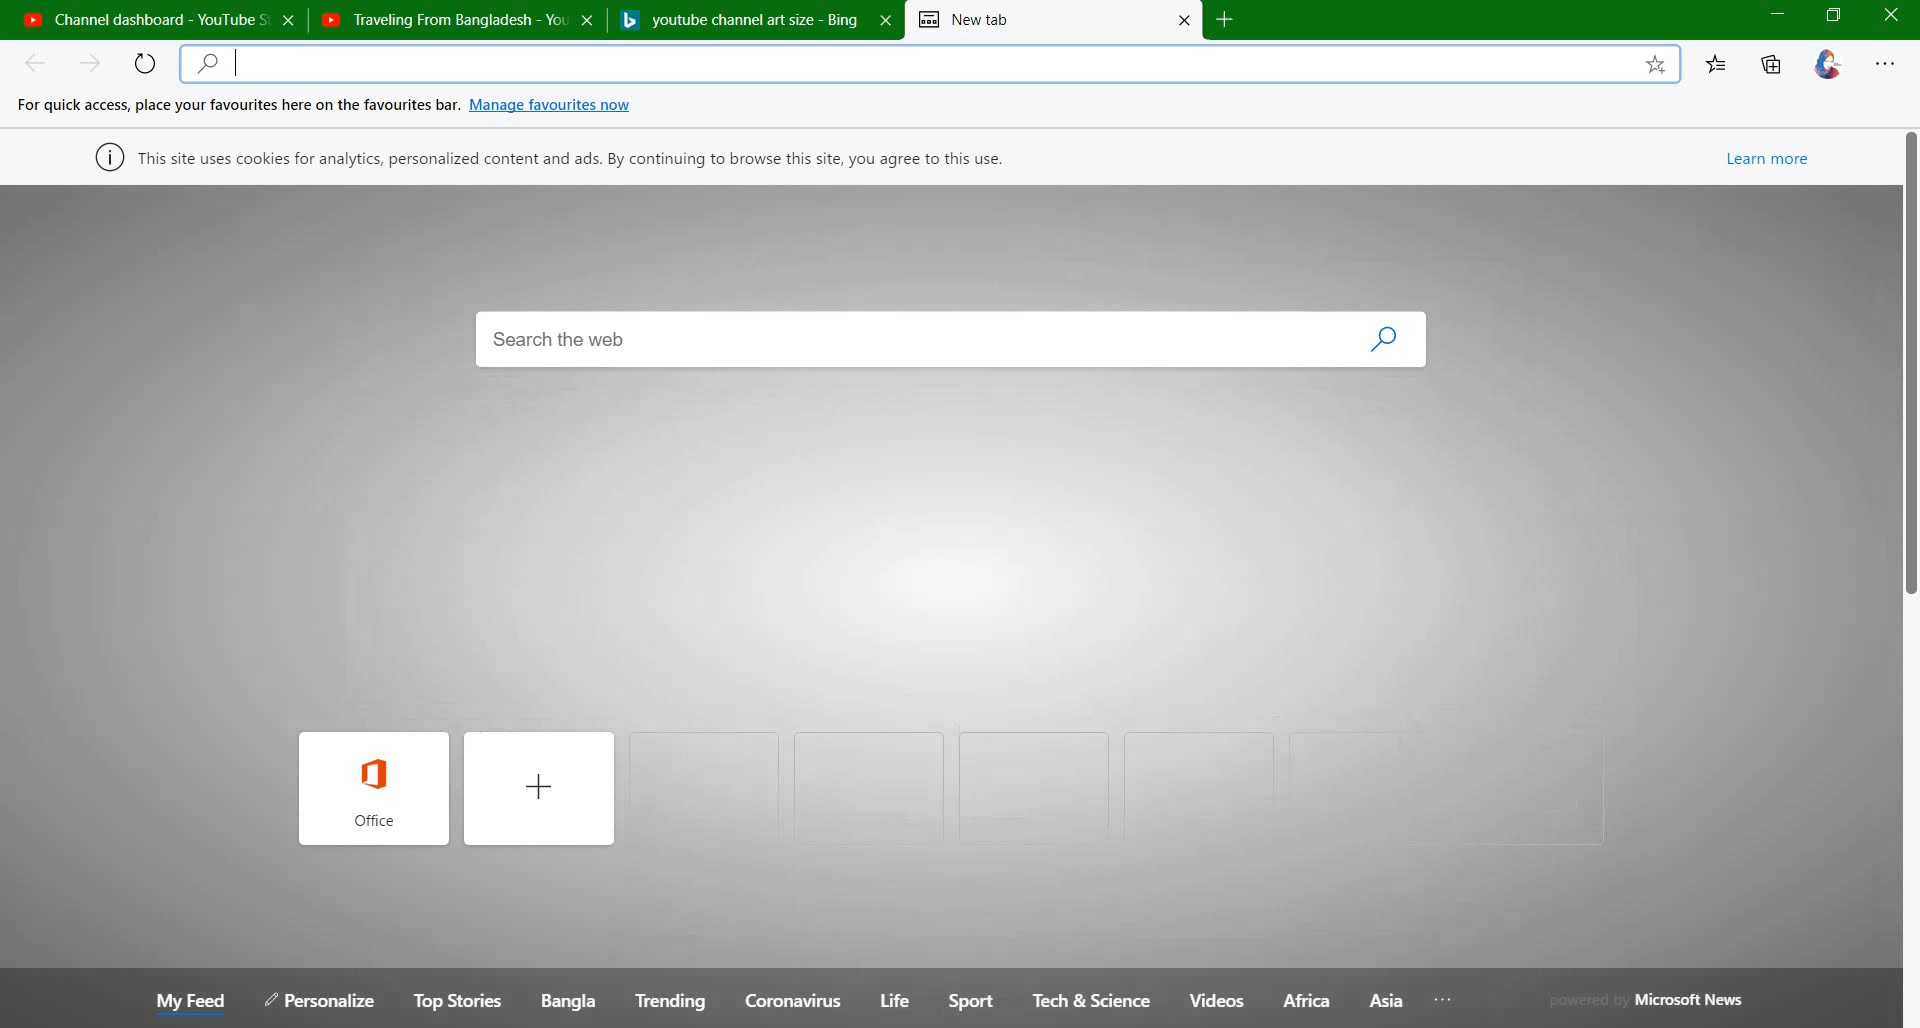 Channel dashboard - YouTube S
Traveling From Bangladesh - You
youtube channel art size - Bing
New tab
For quick access, place your favourites here on the favourites bar. Manage favourites now
This site uses cookies for analytics, personalized content and ads. By continuing to browse this site, you agree to this use.
Learn more
Search the web
Office
My Feed
Personalize
Top Stories
Bangla
Trending
Coronavirus
Life
Sport
Tech & Science
Videos
Africa
Asia
powered by Microsoft News